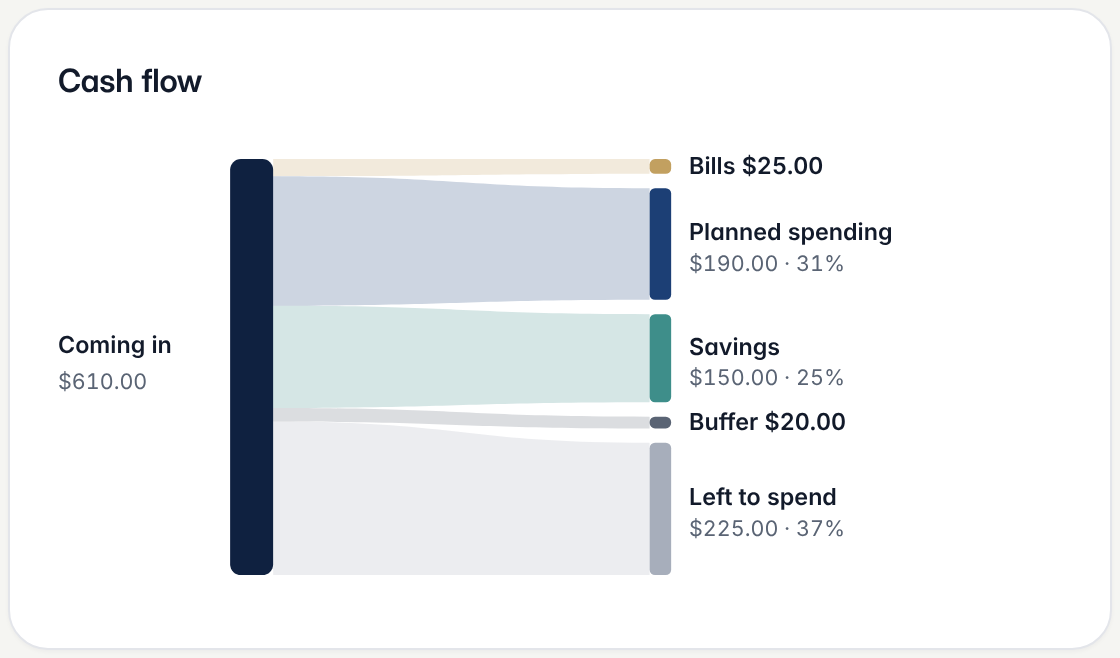 Cash flow
Coming in
$610.00
Bills $25.00
Planned spending
$190.00 · 31%
Savings
$150.00 · 25%
Buffer $20.00
Left to spend
$225.00 · 37%